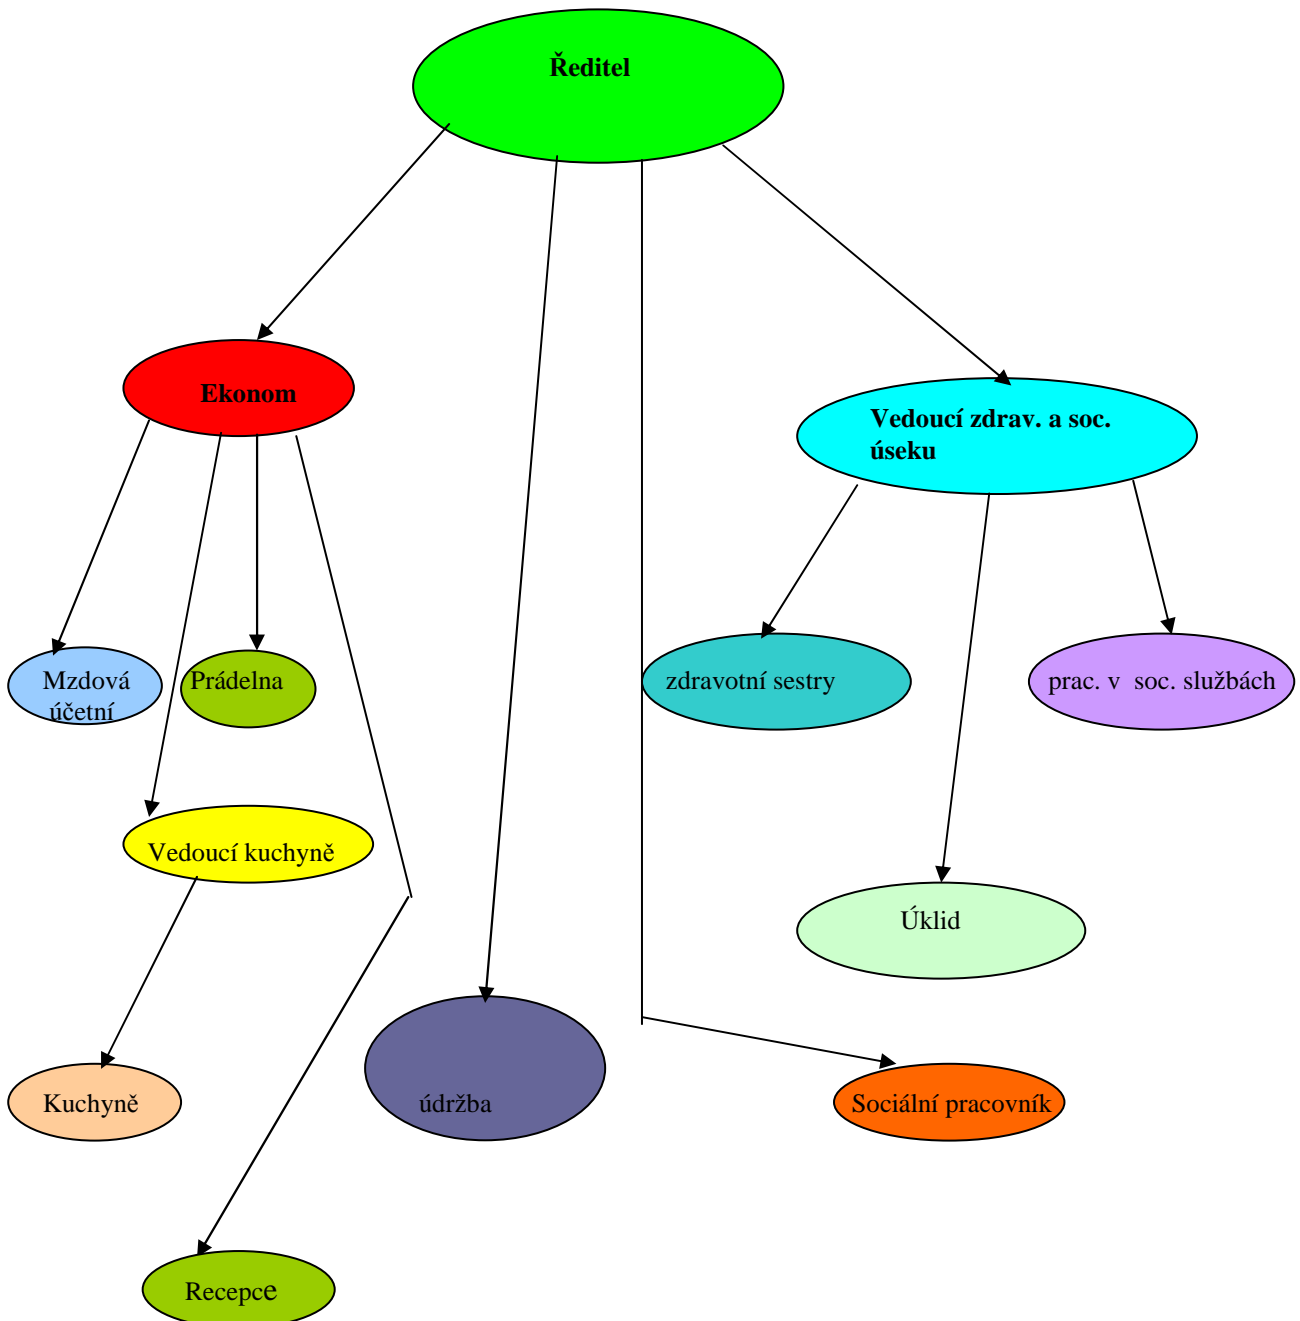 Ředitel
Ekonom
Vedoucí zdrav. a soc.
úseku
Mzdová
účetní
Prádelna
zdravotní sestry
prac. v  soc. službách
Vedoucí kuchyně
Úklid
Kuchyně
údržba
Sociální pracovník
Recepce